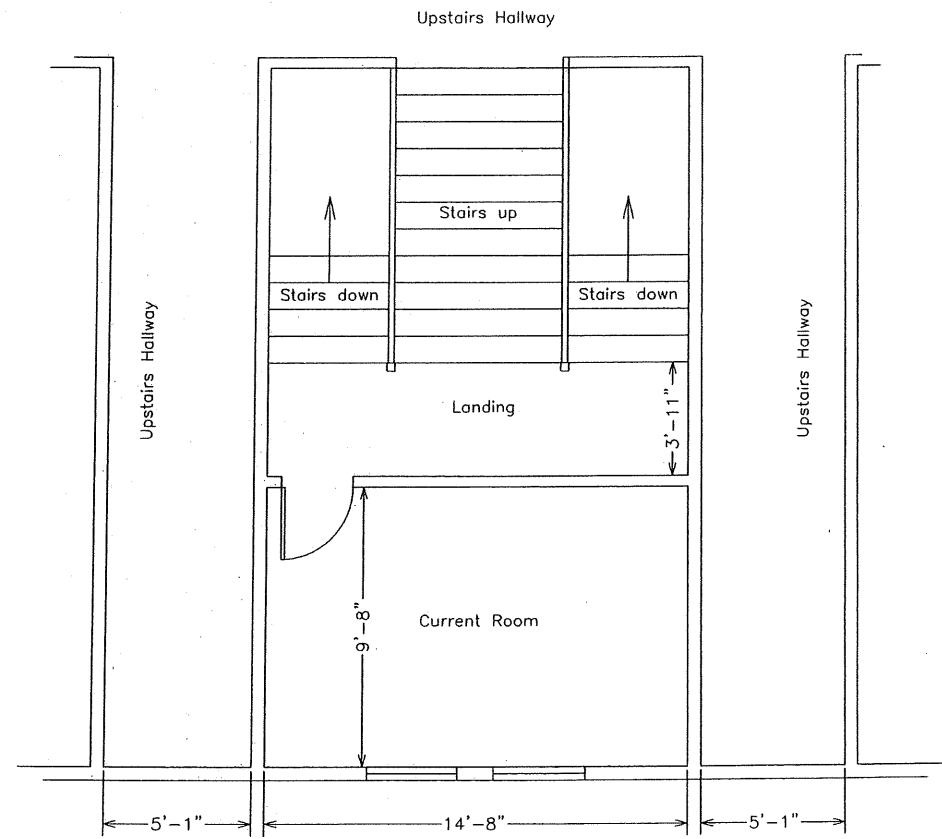 Upstairs Hallway
Stairs up
Stairs down
Stairs down
Upstairs Hallway
Upstairs Hallway
Landing
3'-11"
9'-8"
Current Room
5'-1"
14'-8"
5'-1"